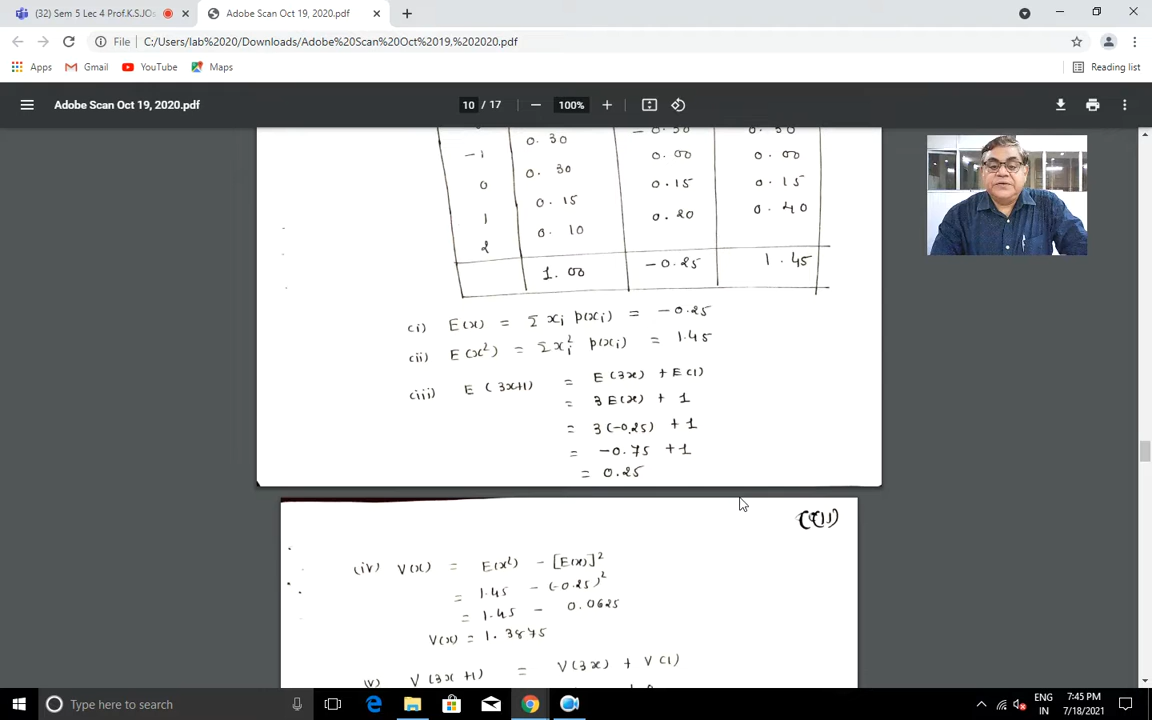 (32) Sem 5 Lec 4 Prof.K.S.JOs
Adobe Scan Oct 19, 2020.pdf
File C:/Users/lab%2020/Downloads/Adobe%20Scan%20Oct%2019,%202020.pdf
Apps Gmail YouTube Maps Reading list
Adobe Scan Oct 19, 2020.pdf 10 / 17 100%
-1 0.30 -0.30 0.30
0 0.30 0.00 0.00
1 0.15 0.15 0.15
2 0.10 0.20 0.40
1.00 -0.25 1.45
(i) E(x) = Σ xi p(xi) = -0.25
(ii) E(x²) = Σxi² p(xi) = 1.45
(iii) E (3x+1) = E(3x) + E(1)
= 3E(x) + 1
= 3(-0.25) + 1
= -0.75 + 1
= 0.25
(iv) V(x) = E(x²) - [E(x)]²
= 1.45 - (-0.25)²
= 1.45 - 0.0625
V(x) = 1.3875
(v) V(3x+1) = V(3x) + V(1)
Type here to search
ENG
IN
7:45 PM
7/18/2021